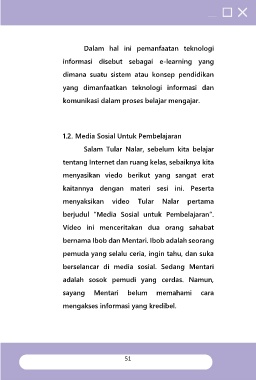 Dalam hal ini pemanfaatan teknologi
informasi disebut sebagai e-learning yang
dimana suatu sistem atau konsep pendidikan
yang dimanfaatkan teknologi informasi dan
komunikasi dalam proses belajar mengajar.
1.2. Media Sosial Untuk Pembelajaran
Salam Tular Nalar, sebelum kita belajar
tentang Internet dan ruang kelas, sebaiknya kita
menyasikan viedo berikut yang sangat erat
kaitannya dengan materi sesi ini. Peserta
menyaksikan video Tular Nalar pertama
berjudul "Media Sosial untuk Pembelajaran".
Video ini menceritakan dua orang sahabat
bernama Ibob dan Mentari. Ibob adalah seorang
pemuda yang selalu ceria, ingin tahu, dan suka
berselancar di media sosial. Sedang Mentari
adalah sosok pemudi yang cerdas. Namun,
sayang Mentari belum memahami cara
mengakses informasi yang kredibel.
51